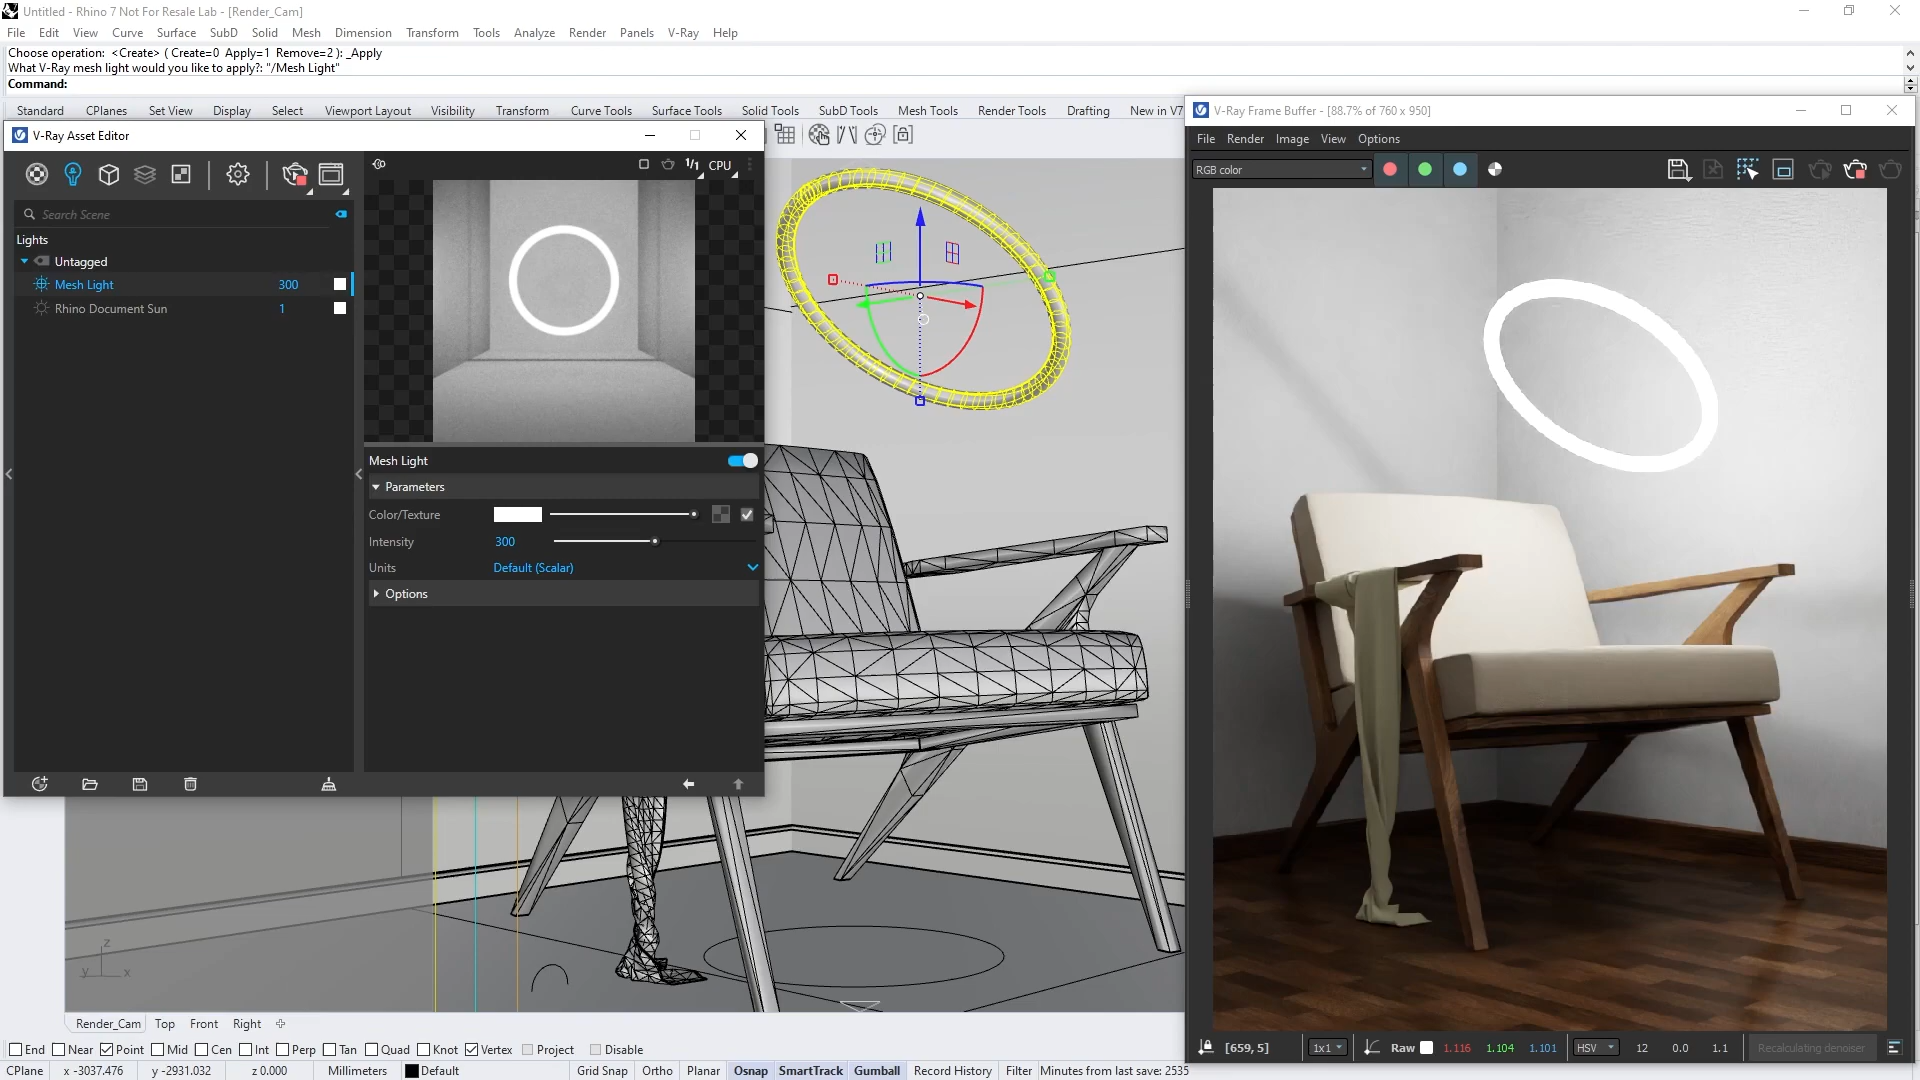 Untitled - Rhino 7 Not For Resale Lab - [Render_Cam]
File Edit View Curve Surface SubD Solid Mesh Dimension Transform Tools Analyze Render Panels V-Ray Help
Choose operation: <Create> ( Create=0 Apply=1 Remove=2 ): _Apply
What V-Ray mesh light would you like to apply?: "/Mesh Light"
Command:
Standard CPlanes Set View Display Select Viewport Layout Visibility Transform Curve Tools Surface Tools Solid Tools SubD Tools Mesh Tools Render Tools Drafting New in V7
V-Ray Asset Editor
1/1 CPU
Search Scene
Lights
Untagged
Mesh Light 300
Rhino Document Sun 1
Mesh Light
Parameters
Color/Texture
Intensity 300
Units Default (Scalar)
Options
V-Ray Frame Buffer - [88.7% of 760 x 950]
File Render Image View Options
RGB color
[659, 5] 1x1 Raw 1.116 1.104 1.101 HSV 12 0.0 1.1 Recalculating denoiser
z
y x
Render_Cam Top Front Right
End Near Point Mid Cen Int Perp Tan Quad Knot Vertex Project Disable
CPlane x -3037.476 y -2931.032 z 0.000 Millimeters Default Grid Snap Ortho Planar Osnap SmartTrack Gumball Record History Filter Minutes from last save: 2535